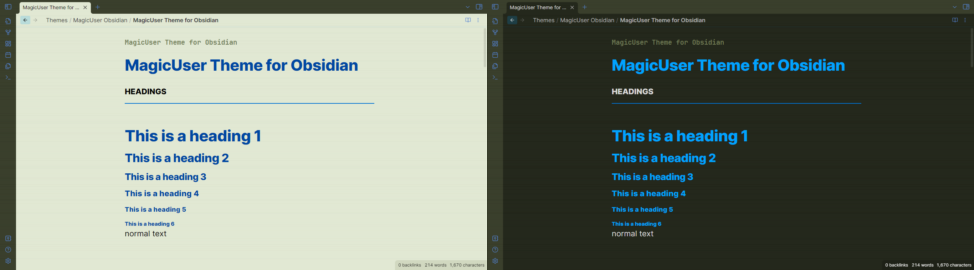 MagicUser Theme for ...
Themes / MagicUser Obsidian / MagicUser Theme for Obsidian
MagicUser Theme for Obsidian
MagicUser Theme for Obsidian
HEADINGS
This is a heading 1
This is a heading 2
This is a heading 3
This is a heading 4
This is a heading 5
This is a heading 6
normal text
0 backlinks 214 words 1,670 characters
MagicUser Theme for ...
Themes / MagicUser Obsidian / MagicUser Theme for Obsidian
MagicUser Theme for Obsidian
MagicUser Theme for Obsidian
HEADINGS
This is a heading 1
This is a heading 2
This is a heading 3
This is a heading 4
This is a heading 5
This is a heading 6
normal text
0 backlinks 214 words 1,670 characters